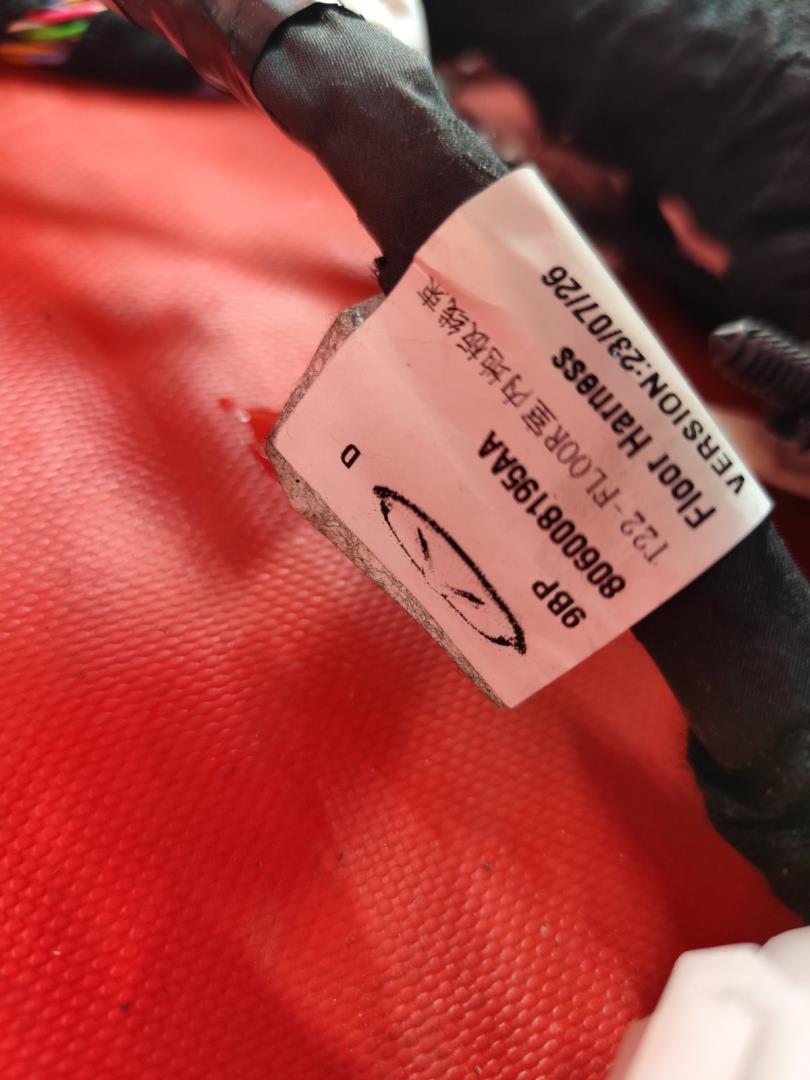 9BP
806008195AA
T22-FLOOR室内地板线束
Floor Harness
VERSION:23/07/26
D